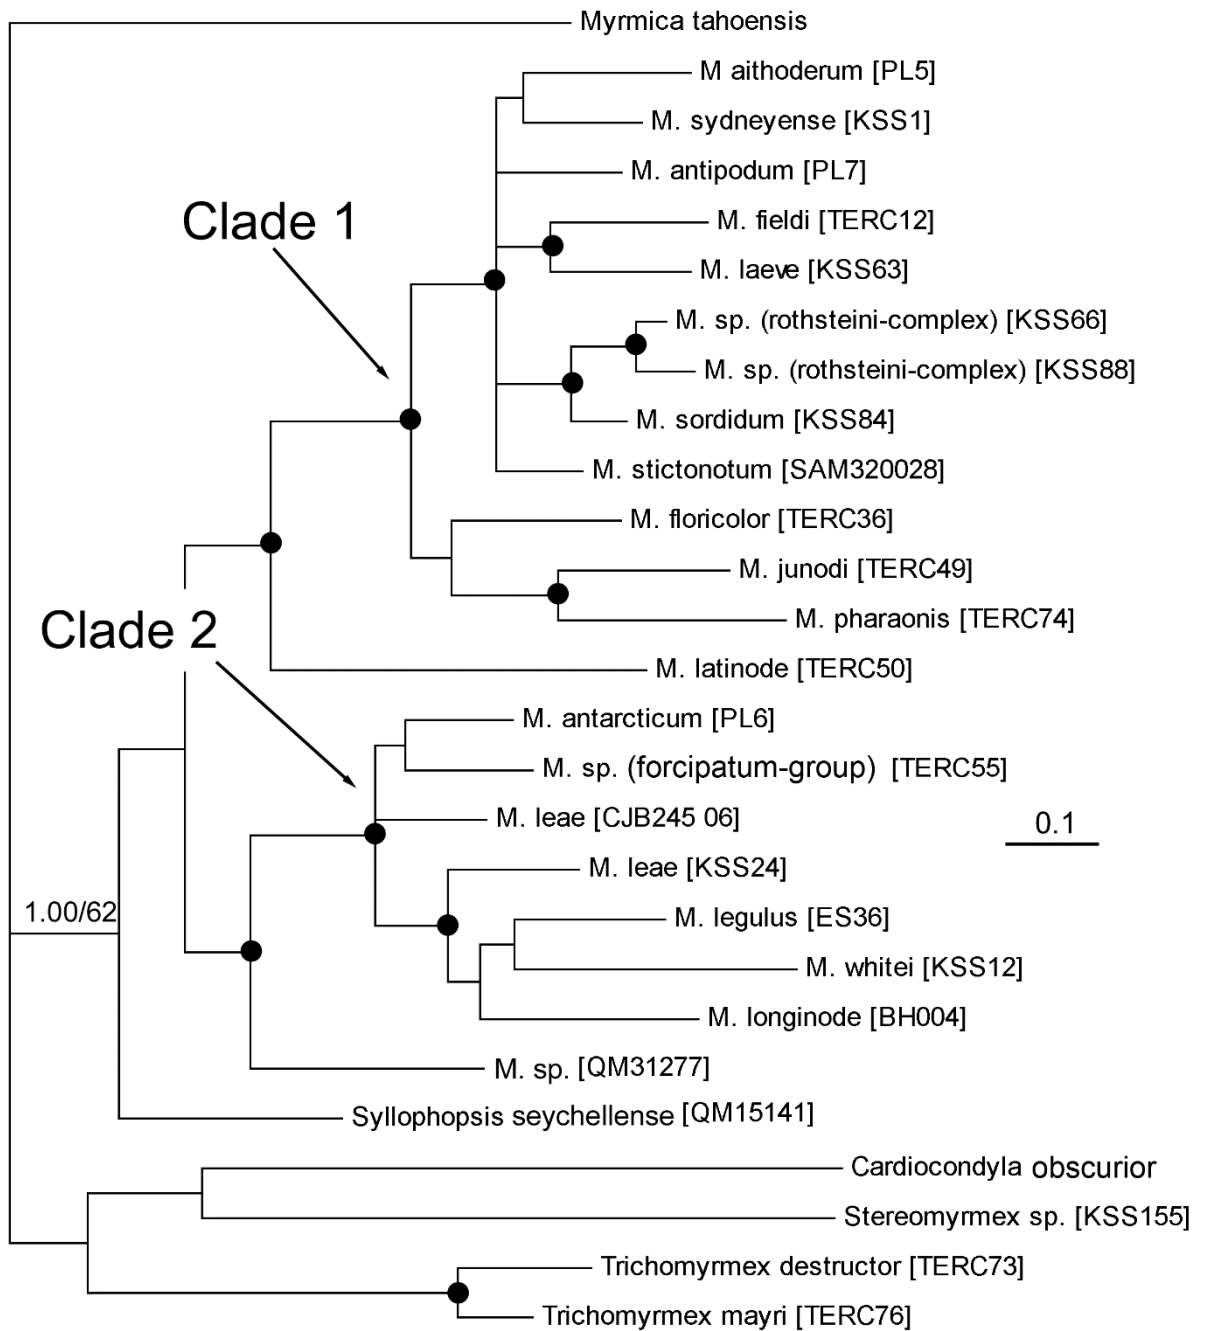 Myrmica tahoensis
M aithoderum [PL5]
M. sydneyense [KSS1]
M. antipodum [PL7]
Clade 1
M. fieldi [TERC12]
M. laeve [KSS63]
M. sp. (rothsteini-complex) [KSS66]
M. sp. (rothsteini-complex) [KSS88]
M. sordidum [KSS84]
M. stictonotum [SAM320028]
M. floricolor [TERC36]
M. junodi [TERC49]
M. pharaonis [TERC74]
Clade 2
M. latinode [TERC50]
M. antarcticum [PL6]
M. sp. (forcipatum-group) [TERC55]
M. leae [CJB245 06]
0.1
M. leae [KSS24]
1.00/62
M. legulus [ES36]
M. whitei [KSS12]
M. longinode [BH004]
M. sp. [QM31277]
Syllophopsis seychellense [QM15141]
Cardiocondyla obscurior
Stereomyrmex sp. [KSS155]
Trichomyrmex destructor [TERC73]
Trichomyrmex mayri [TERC76]